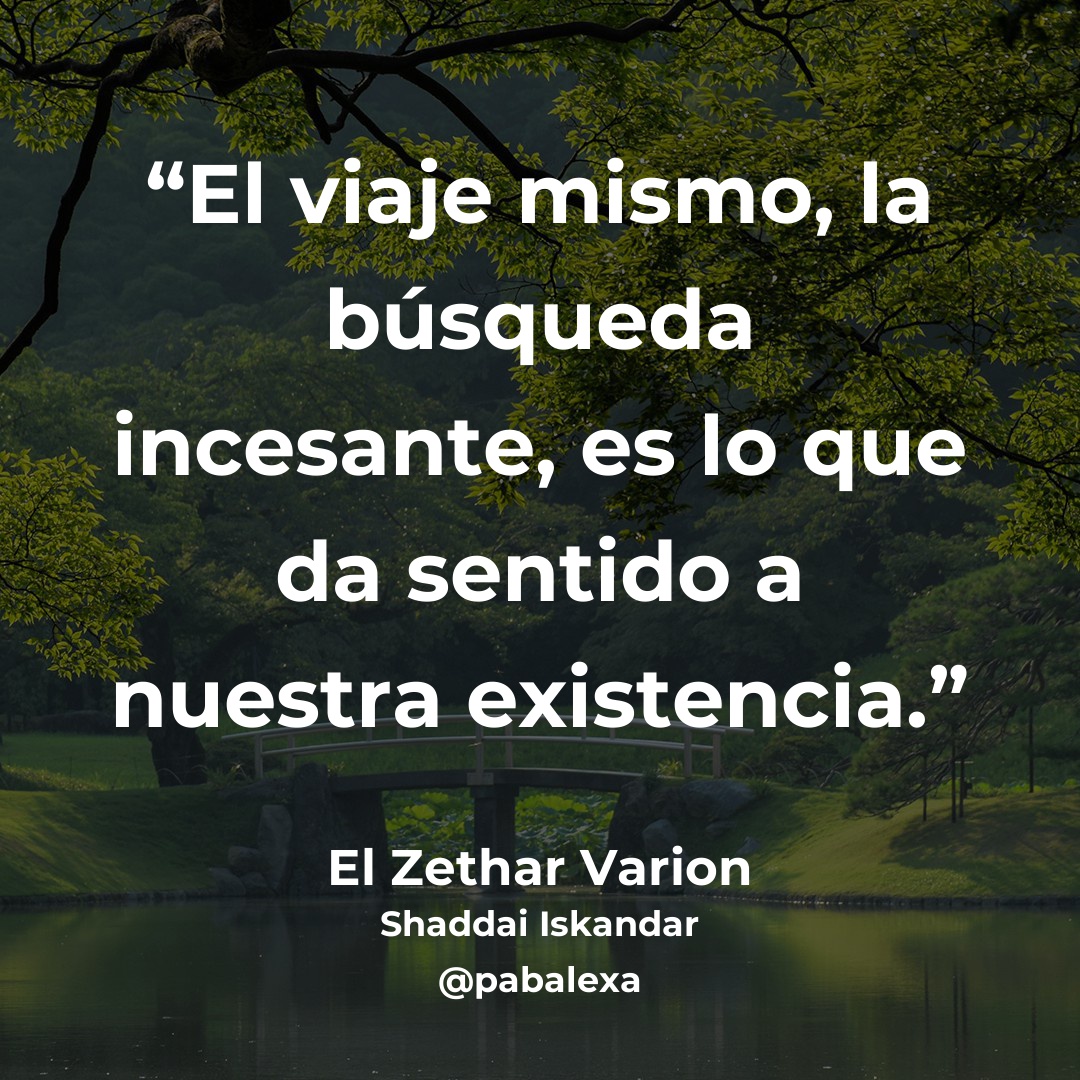 “El viaje mismo, la
búsqueda
incesante, es lo que
da sentido a
nuestra existencia.”
El Zethar Varion
Shaddai Iskandar
@pabalexa